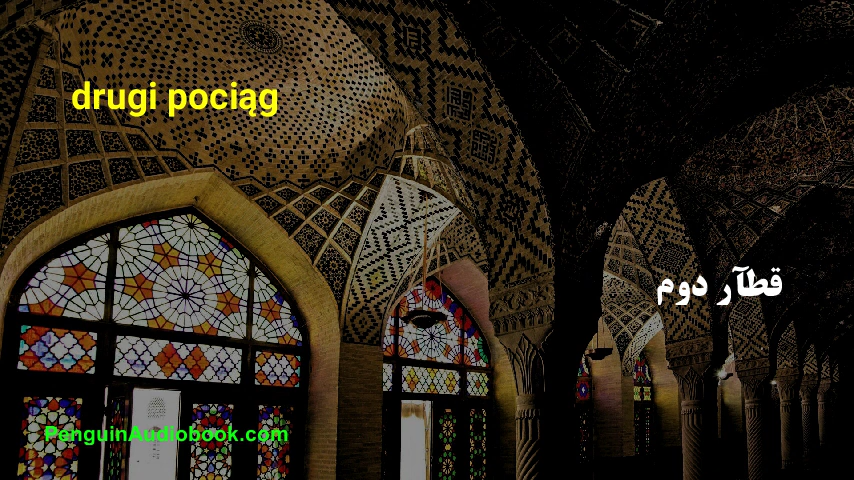 drugi pociąg
قطآر دوم
PenguinAudiobook.com